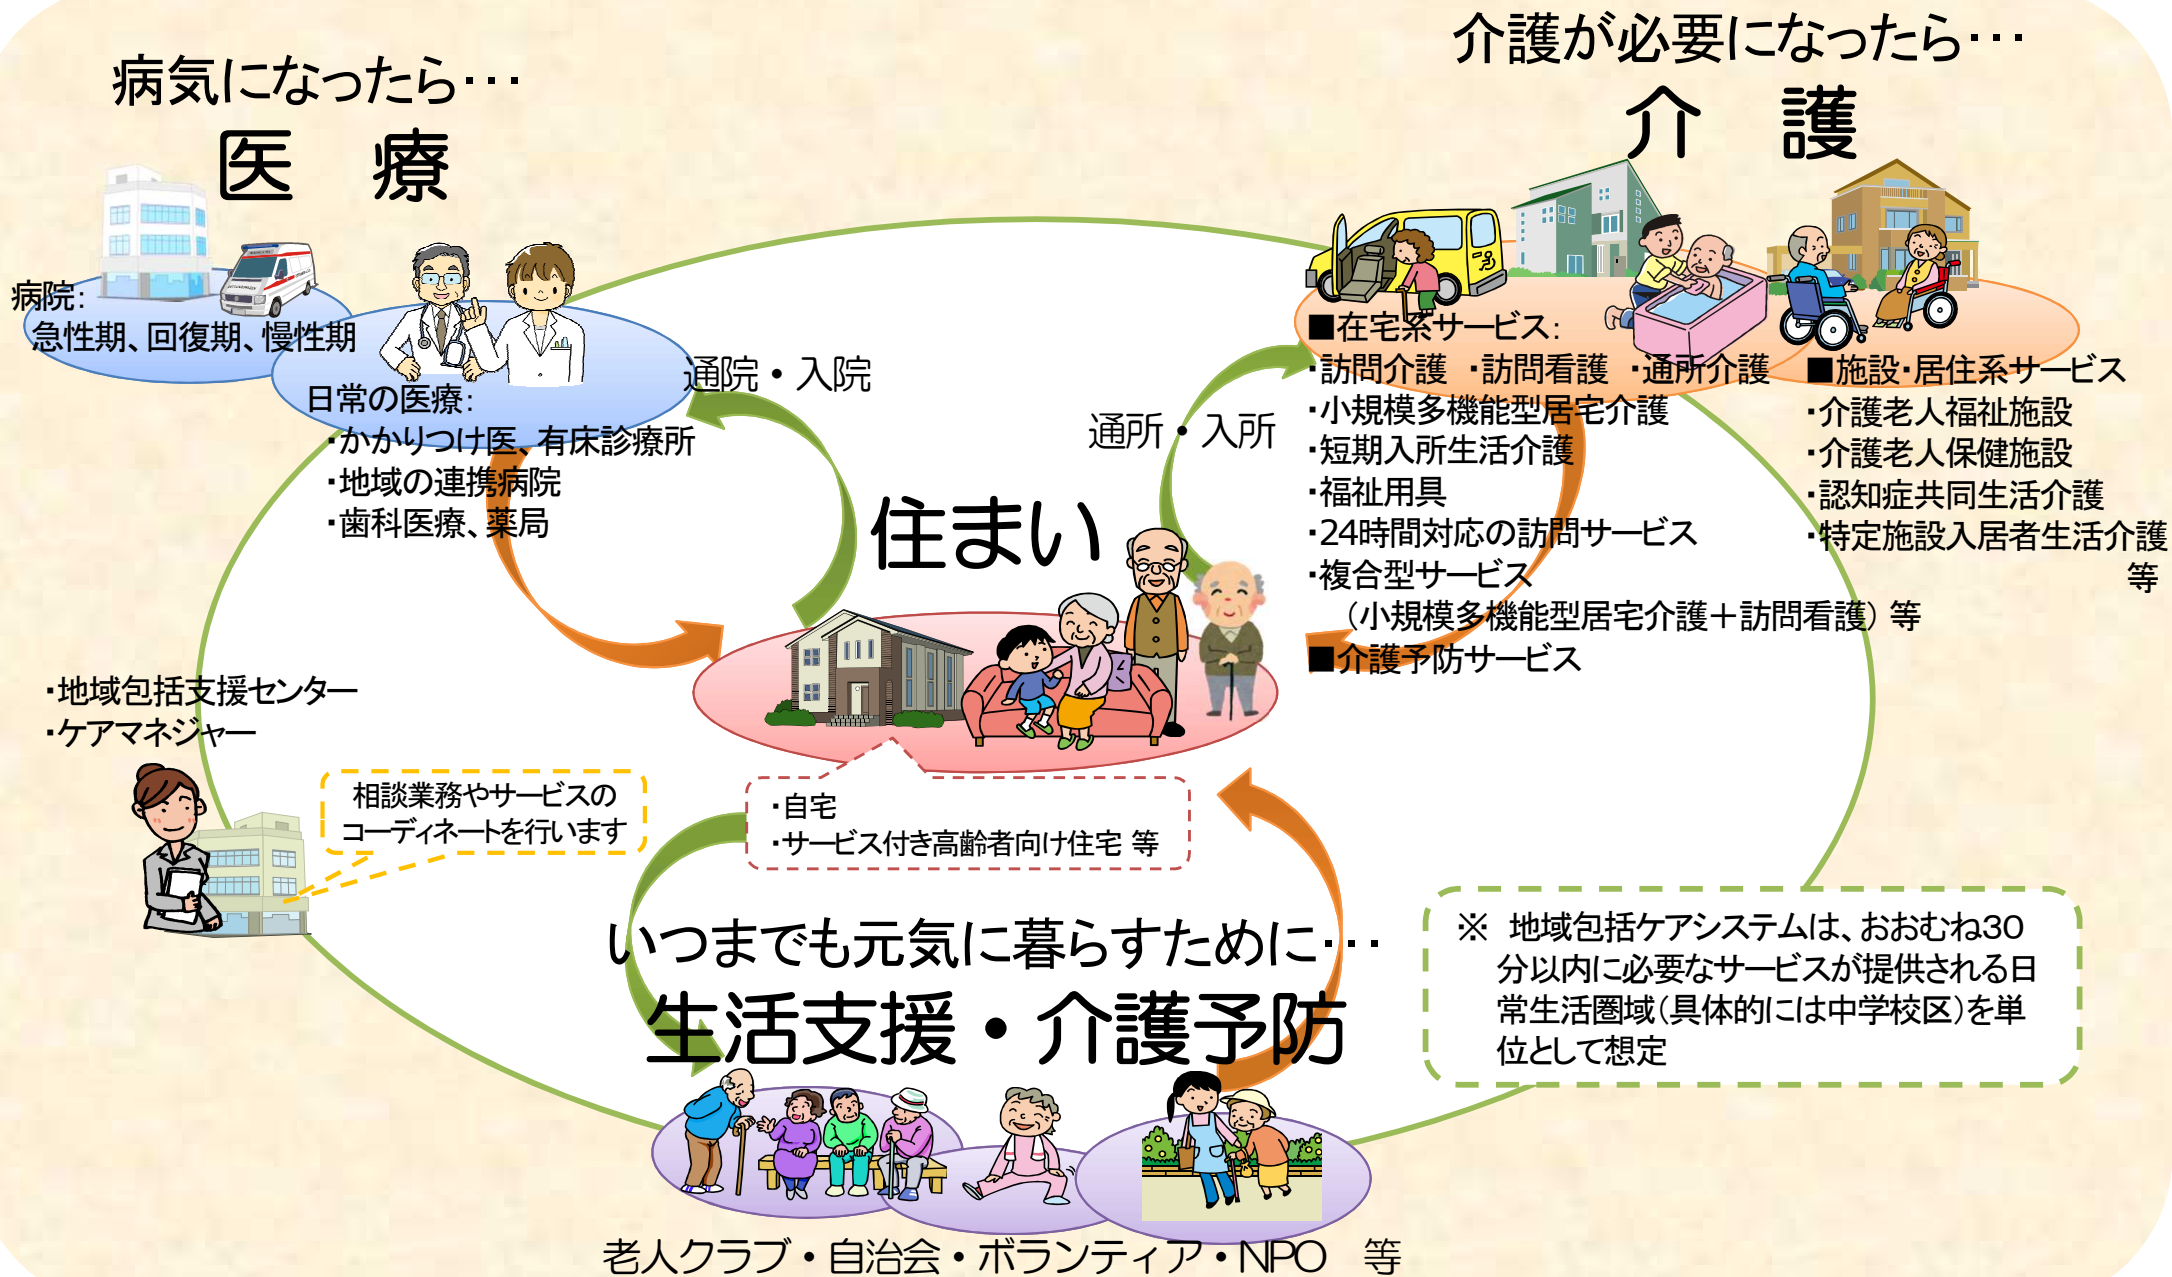 病気になったら･･･
医　療
病院：
急性期、回復期、慢性期
日常の医療：
・かかりつけ医、有床診療所
・地域の連携病院
・歯科医療、薬局
通院・入院
介護が必要になったら･･･
介　護
■在宅系サービス：
・訪問介護　・訪問看護　・通所介護
・小規模多機能型居宅介護
・短期入所生活介護
・福祉用具
・24時間対応の訪問サービス
・複合型サービス
（小規模多機能型居宅介護＋訪問看護） 等
■介護予防サービス
■施設・居住系サービス
・介護老人福祉施設
・介護老人保健施設
・認知症共同生活介護
・特定施設入居者生活介護
等
通所・入所
住まい
・自宅
・サービス付き高齢者向け住宅 等
・地域包括支援センター
・ケアマネジャー
相談業務やサービスの
コーディネートを行います
いつまでも元気に暮らすために･･･
生活支援・介護予防
老人クラブ・自治会・ボランティア・NPO　等
※　地域包括ケアシステムは、おおむね30
分以内に必要なサービスが提供される日
常生活圏域（具体的には中学校区）を単
位として想定